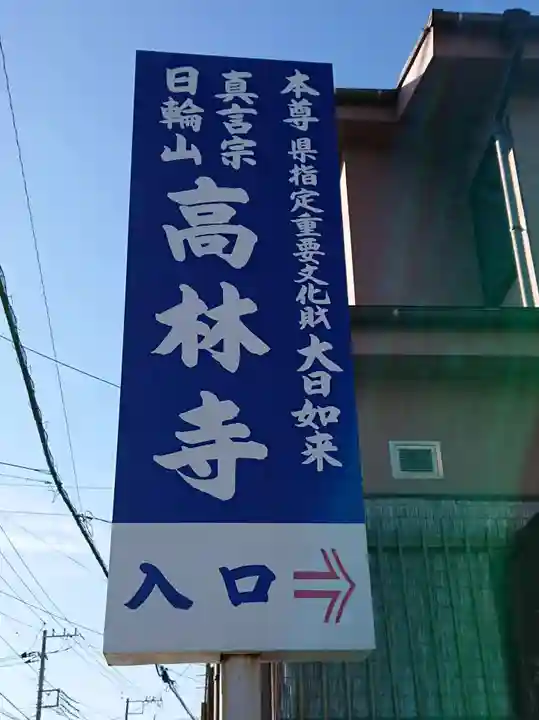 本尊 県指定重要文化財 大日如来
真言宗
日輪山
高林寺
入口